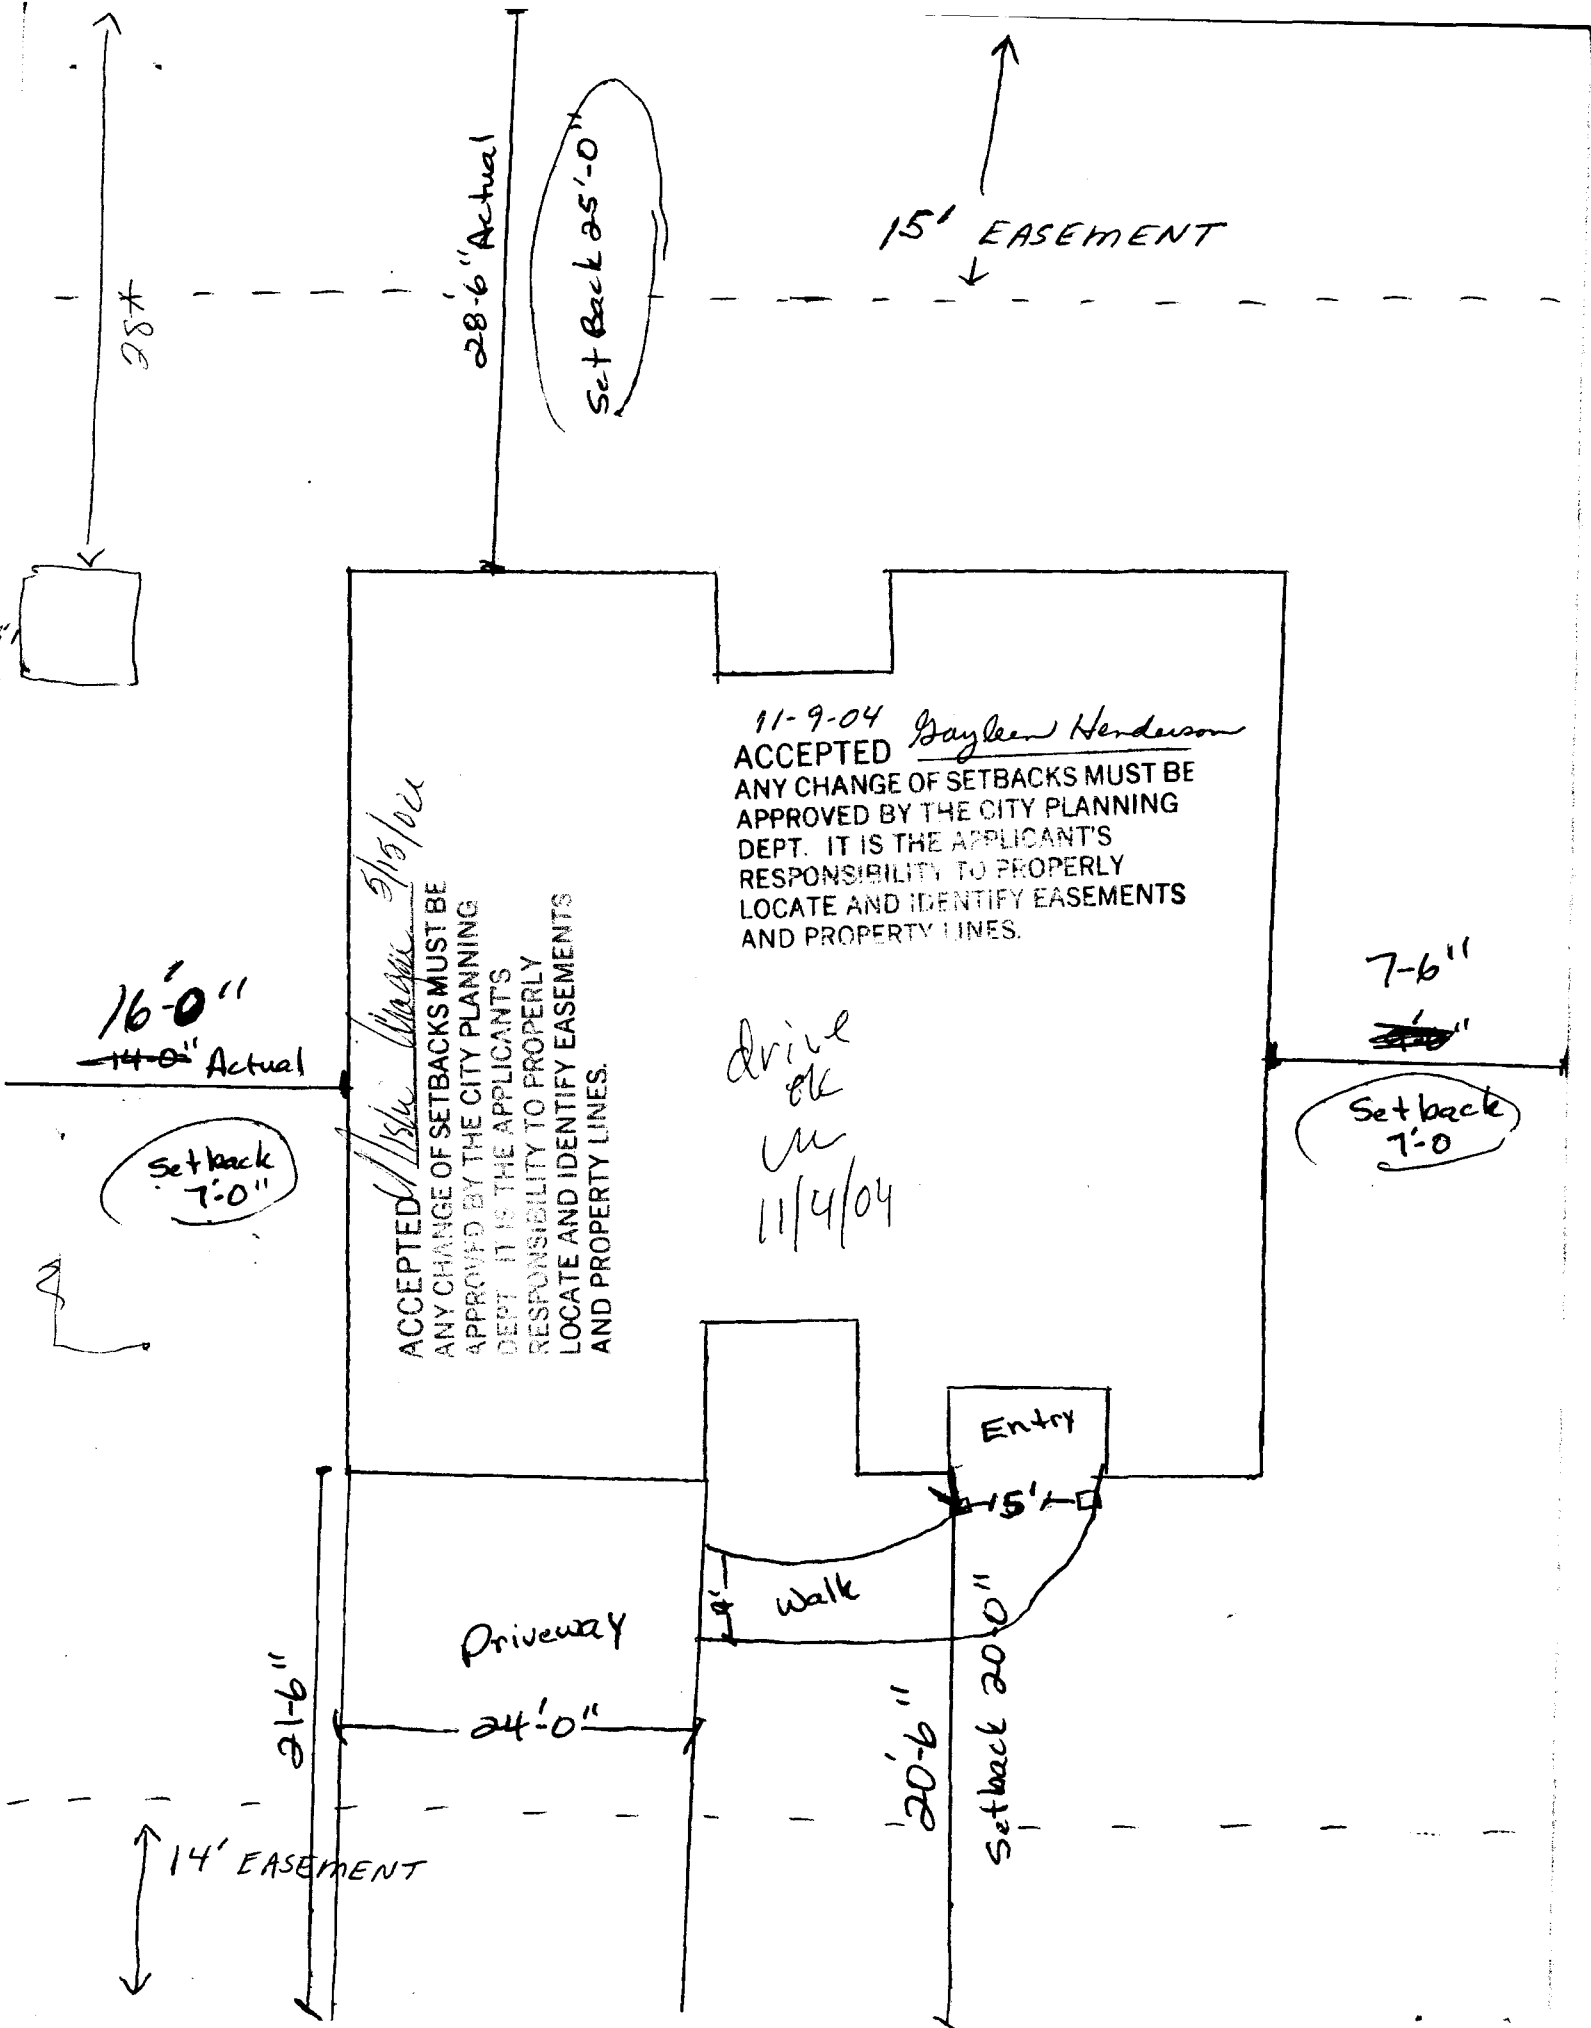 28'-6" Actual
Set Back 25'-0"
15' EASEMENT
11-9-04
ACCEPTED Gayleen Henderson
ANY CHANGE OF SETBACKS MUST BE
APPROVED BY THE CITY PLANNING
DEPT. IT IS THE APPLICANT'S
RESPONSIBILITY TO PROPERLY
LOCATE AND IDENTIFY EASEMENTS
AND PROPERTY LINES.
ACCEPTED
ANY CHANGE OF SETBACKS MUST BE
APPROVED BY THE CITY PLANNING
DEPT IT IS THE APPLICANT'S
RESPONSIBILITY TO PROPERLY
LOCATE AND IDENTIFY EASEMENTS
AND PROPERTY LINES.
16'-0"
14-0" Actual
Setback
7'-0"
7-6"
Setback
7'-0
drive
ok
11/4/04
Entry
5'
Walk
4'
Driveway
24'-0"
21-6"
20'-6"
Setback 20'-0"
14' EASEMENT